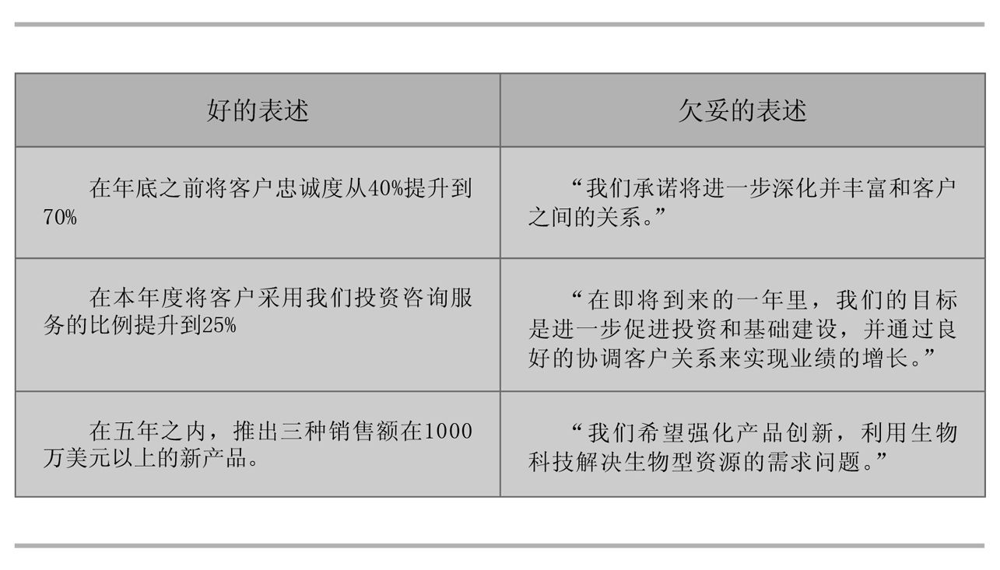 好的表述
欠妥的表述
在年底之前将客户忠诚度从40%提升到
70%
“我们承诺将进一步深化并丰富和客户
之间的关系。”
在本年度将客户采用我们投资咨询服
务的比例提升到25%
“在即将到来的一年里，我们的目标
是进一步促进投资和基础建设，并通过良
好的协调客户关系来实现业绩的增长。”
在五年之内，推出三种销售额在1000
万美元以上的新产品。
“我们希望强化产品创新，利用生物
科技解决生物型资源的需求问题。”